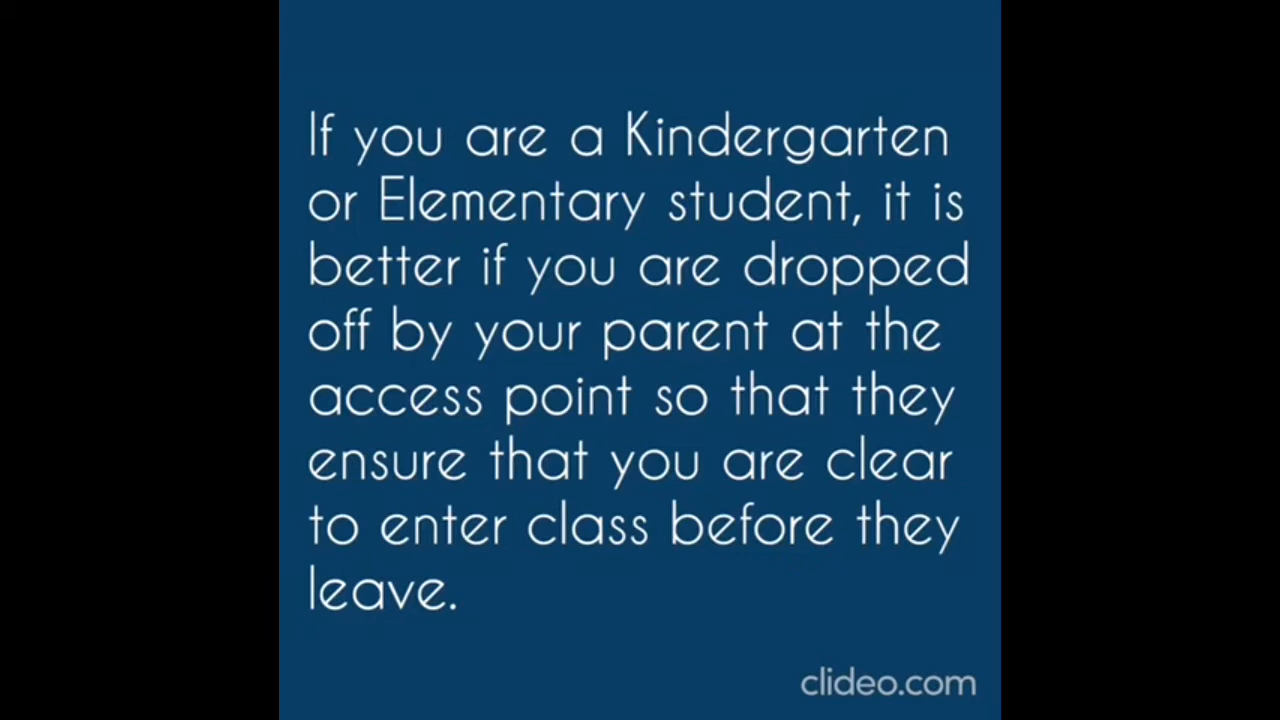 If you are a Kindergarten
or Elementary student, it is
better if you are dropped
off by your parent at the
access point so that they
ensure that you are clear
to enter class before they
leave.
clideo.com